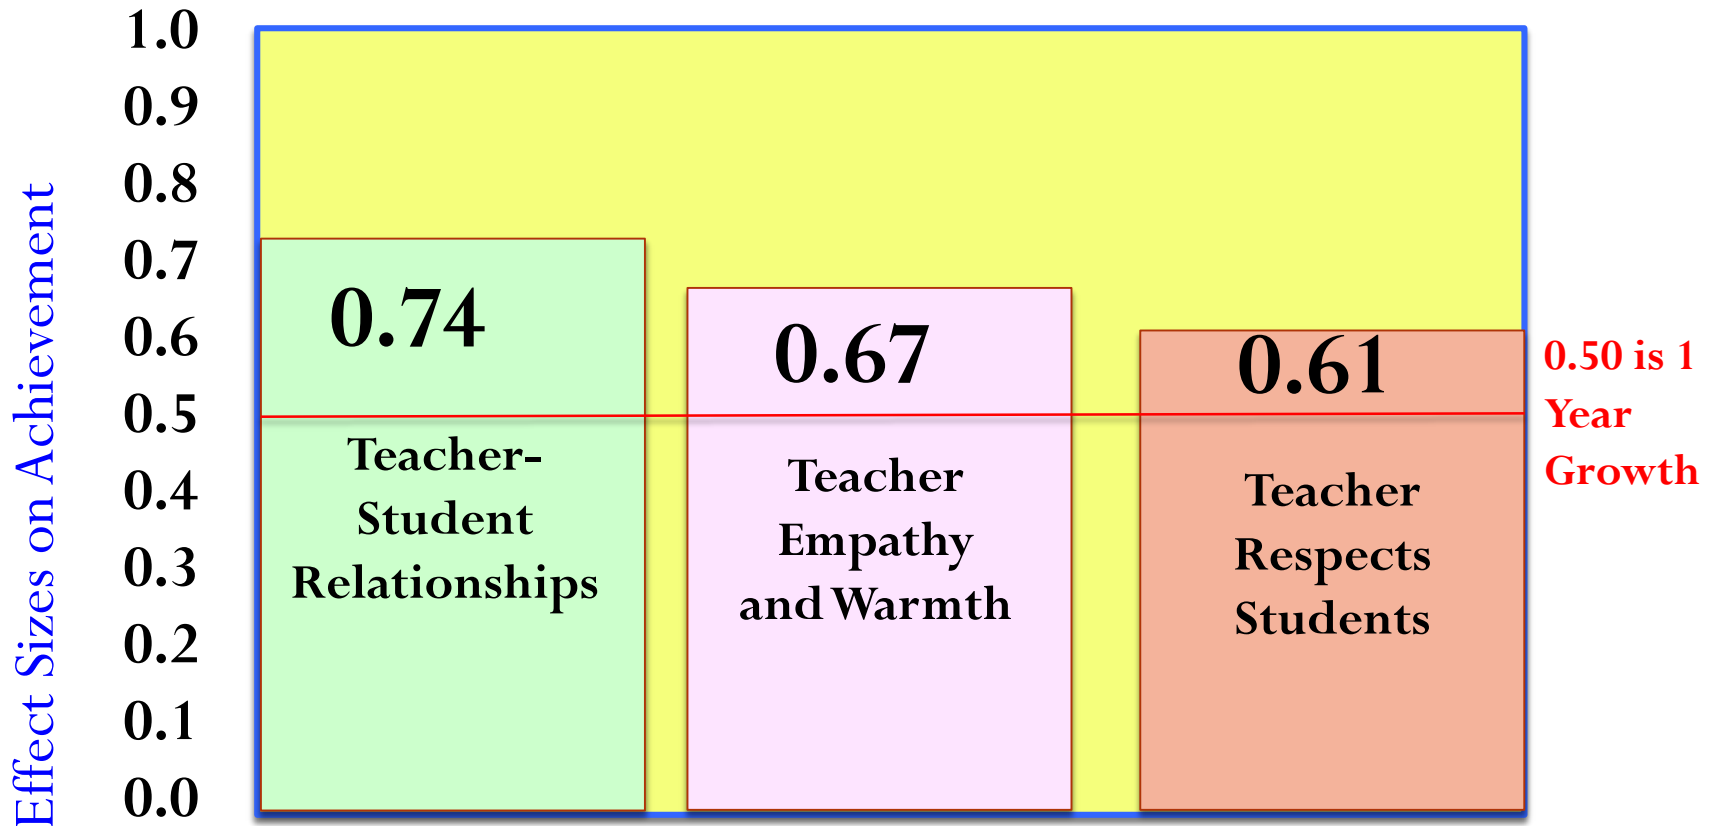 Effect Sizes on Achievement
1.0
0.9
0.8
0.7
0.6
0.5
0.4
0.3
0.2
0.1
0.0
0.74
Teacher-
Student
Relationships
0.67
Teacher
Empathy
and Warmth
0.61
Teacher
Respects
Students
0.50 is 1
Year
Growth